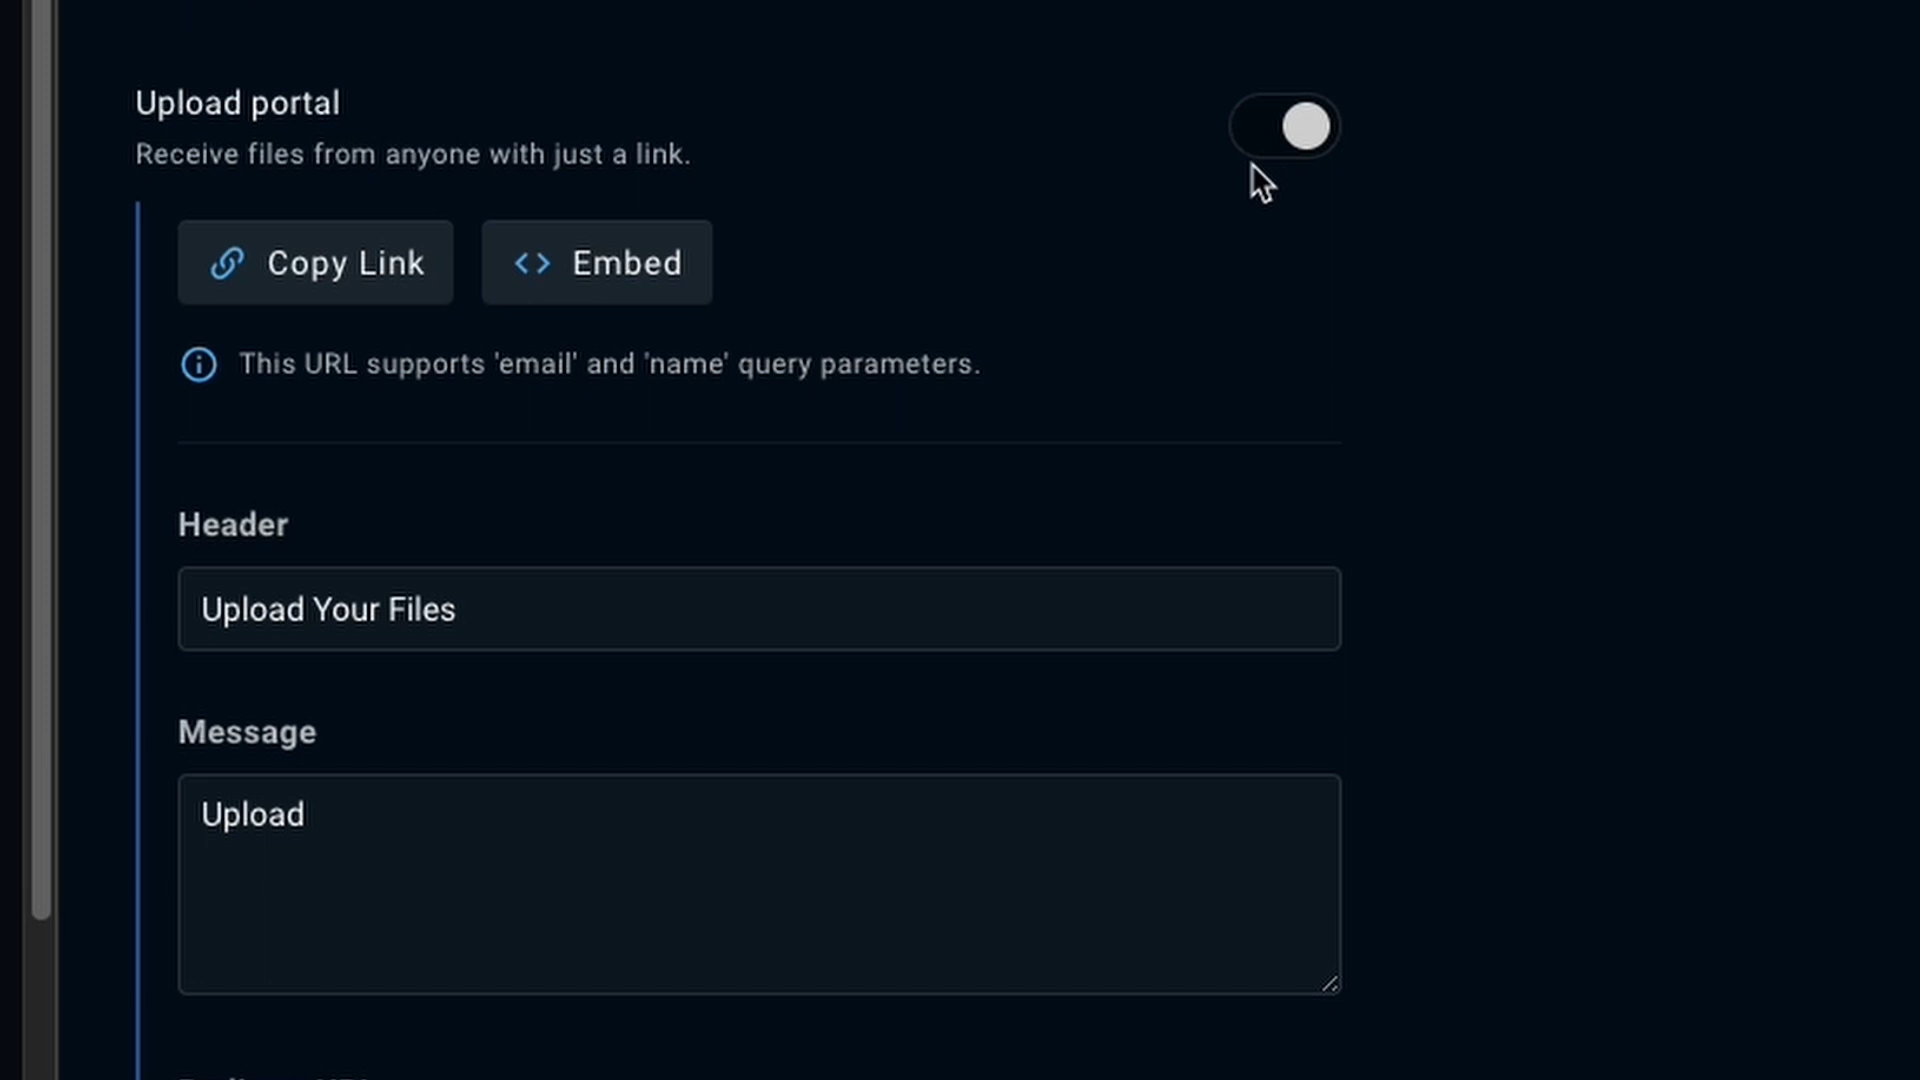 Upload portal
Receive files from anyone with just a link.
Copy Link
Embed
This URL supports 'email' and 'name' query parameters.
Header
Upload Your Files
Message
Upload